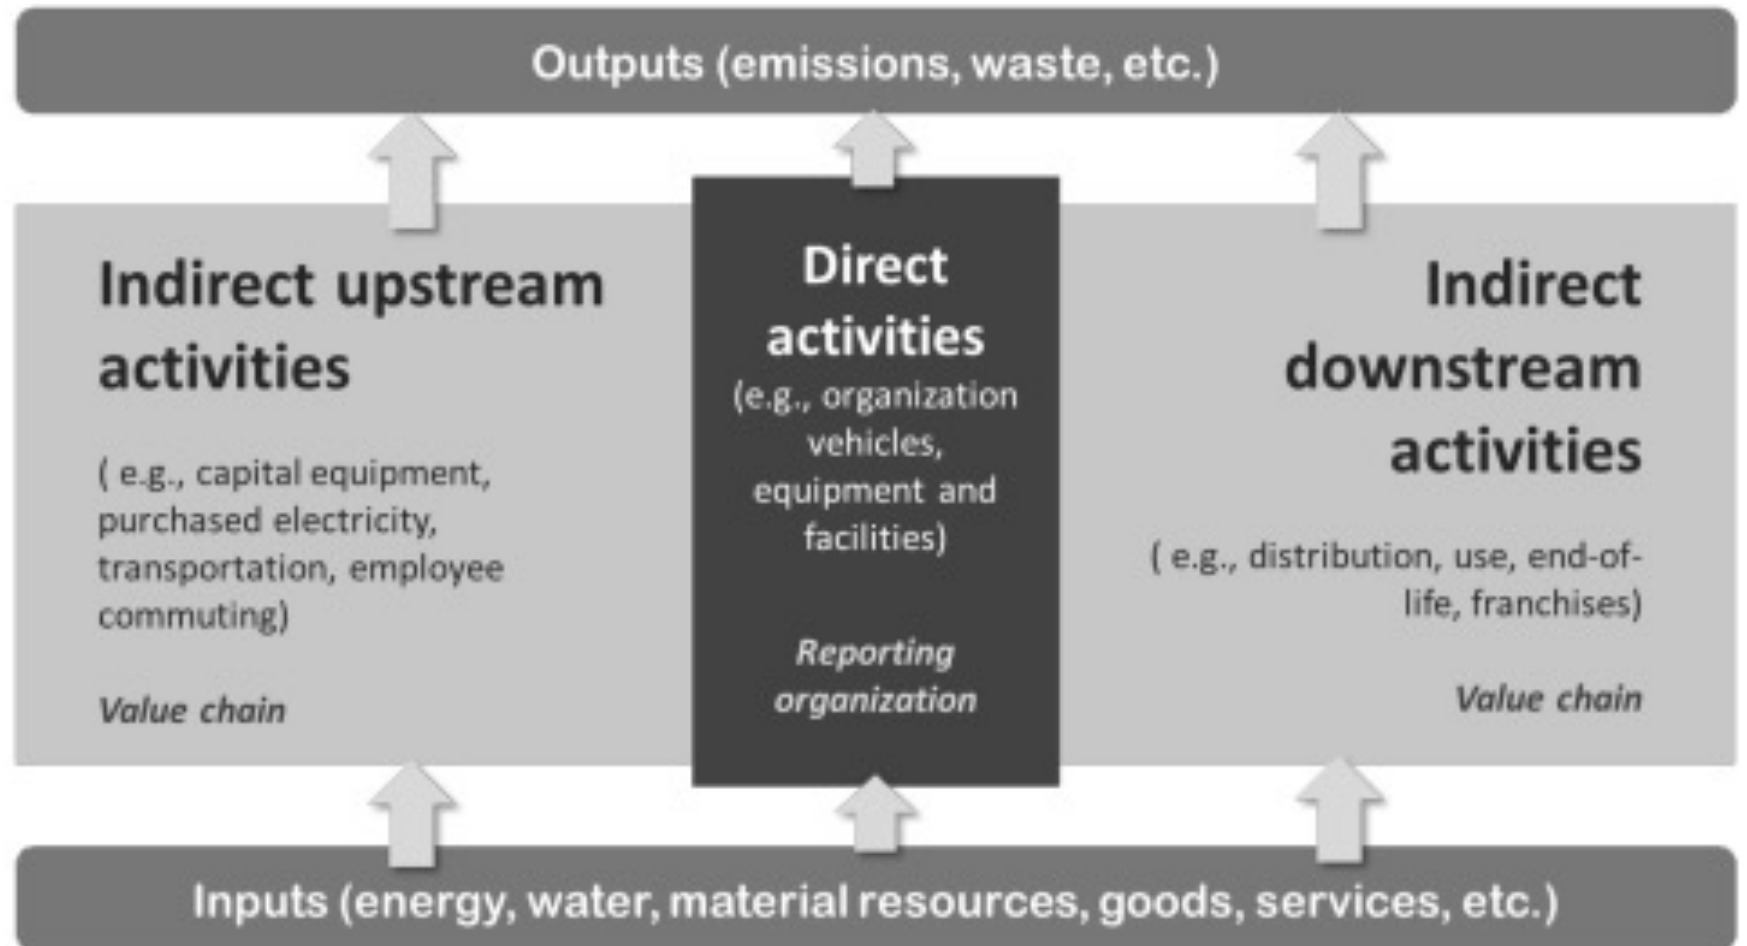 Outputs (emissions, waste, etc.)
Indirect upstream
activities
( e.g., capital equipment,
purchased electricity,
transportation, employee
commuting)
Value chain
Direct
activities
(e.g., organization
vehicles,
equipment and
facilities)
Reporting
organization
Indirect
downstream
activities
( e.g., distribution, use, end-of-
life, franchises)
Value chain
Inputs (energy, water, material resources, goods, services, etc.)